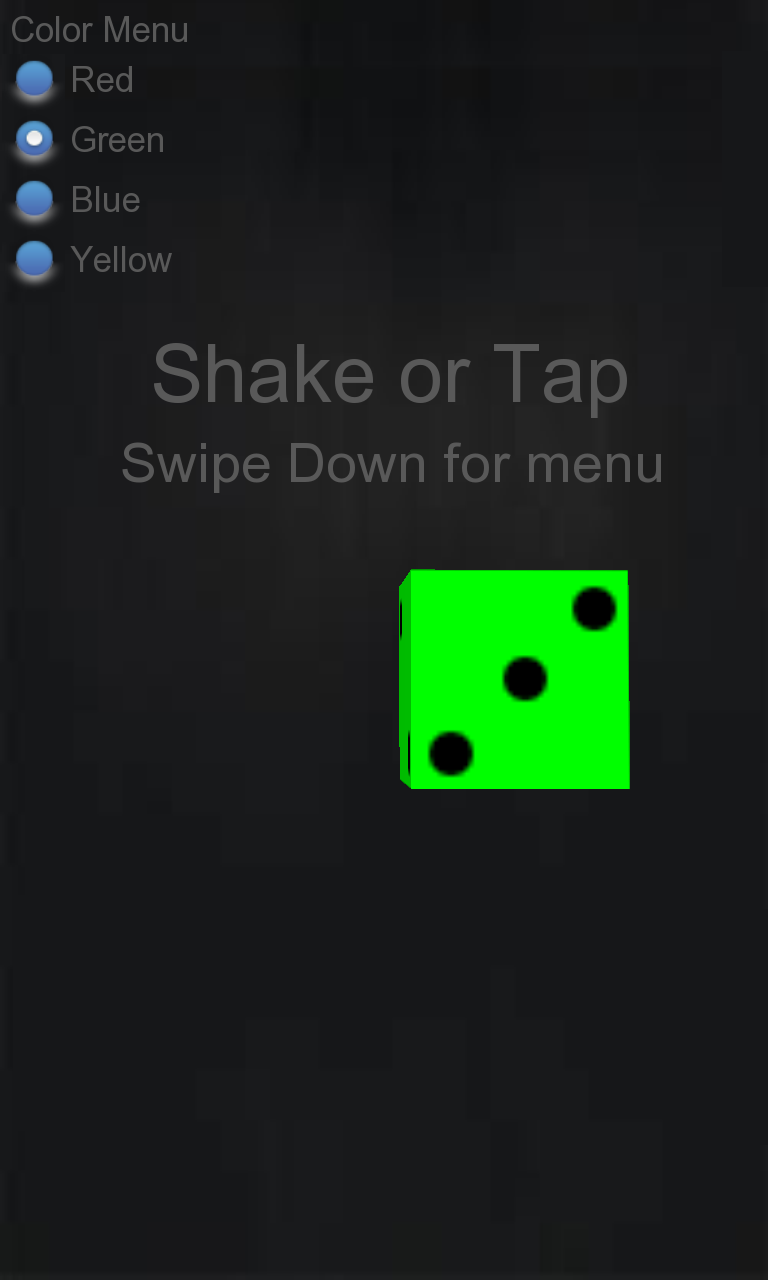 Color Menu
Red
Green
Blue
Yellow
Shake or Tap
Swipe Down for menu